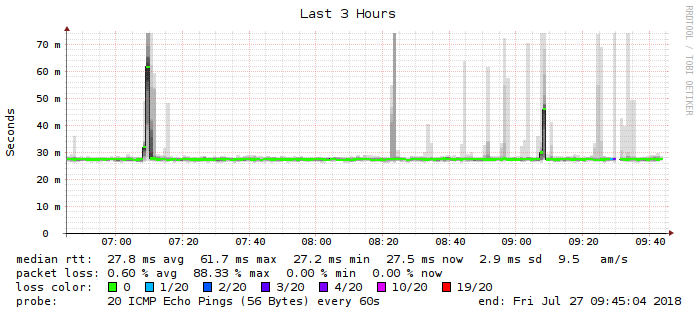 Last 3 Hours
RRDTOOL / TOBI OETIKER
Seconds
70 m
60 m
50 m
40 m
30 m
20 m
10 m
0
07:00 07:20 07:40 08:00 08:20 08:40 09:00 09:20 09:40
median rtt: 27.8 ms avg 61.7 ms max 27.2 ms min 27.5 ms now 2.9 ms sd 9.5 am/s
packet loss: 0.60 % avg 88.33 % max 0.00 % min 0.00 % now
loss color: 0 1/20 2/20 3/20 4/20 10/20 19/20
probe: 20 ICMP Echo Pings (56 Bytes) every 60s end: Fri Jul 27 09:45:04 2018